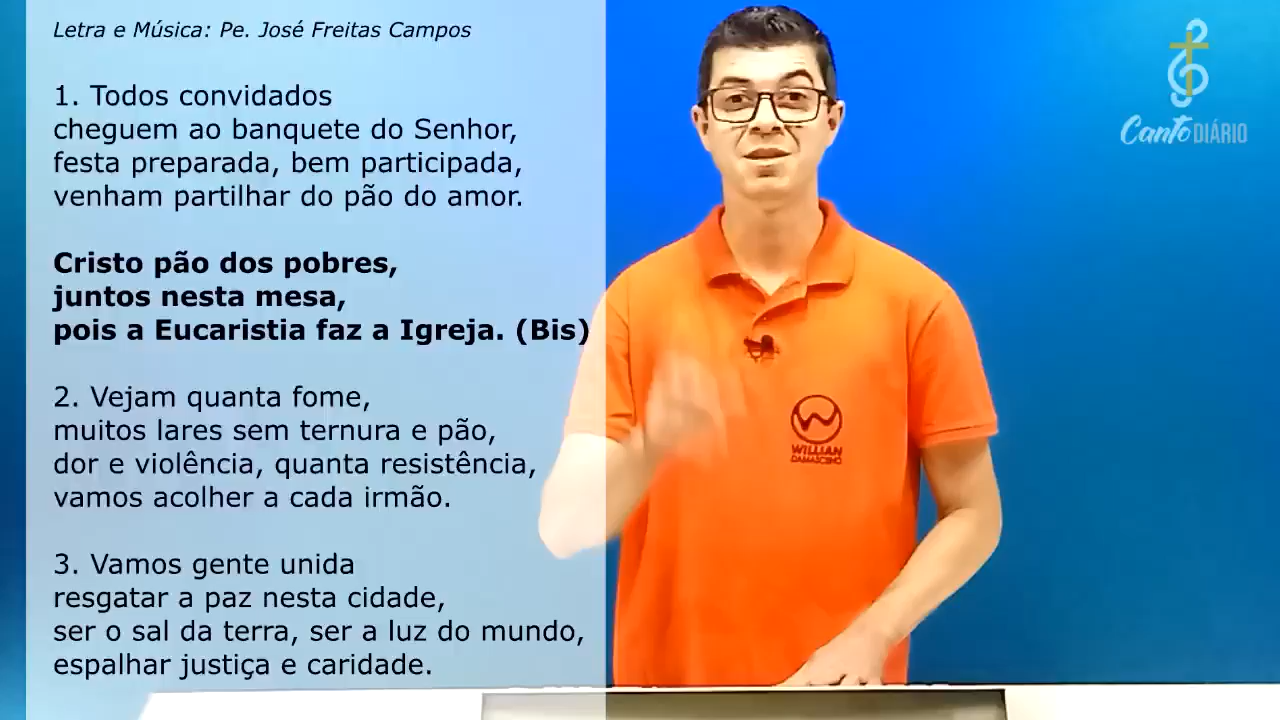 Letra e Música: Pe. José Freitas Campos
1. Todos convidados
cheguem ao banquete do Senhor,
festa preparada, bem participada,
venham partilhar do pão do amor.
Cristo pão dos pobres,
juntos nesta mesa,
pois a Eucaristia faz a Igreja. (Bis)
2. Vejam quanta fome,
muitos lares sem ternura e pão,
dor e violência, quanta resistência,
vamos acolher a cada irmão.
3. Vamos gente unida
resgatar a paz nesta cidade,
ser o sal da terra, ser a luz do mundo,
espalhar justiça e caridade.
Canto DIÁRIO
WILLIAN
DAMASCENO